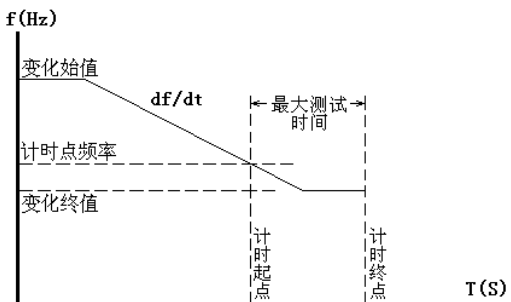 f(Hz)
变化始值
df/dt
最大测试
时间
计时点频率
变化终值
计时起点
计时终点
T(S)